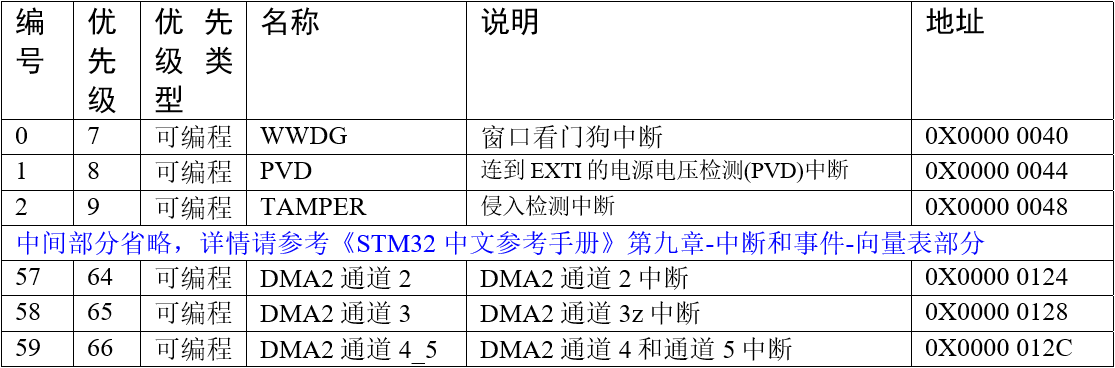 编号 优先级 优先级类型 名称 说明 地址
0 7 可编程 WWDG 窗口看门狗中断 0X0000 0040
1 8 可编程 PVD 连到 EXTI 的电源电压检测(PVD)中断 0X0000 0044
2 9 可编程 TAMPER 侵入检测中断 0X0000 0048
中间部分省略，详情请参考《STM32 中文参考手册》第九章-中断和事件-向量表部分
57 64 可编程 DMA2 通道 2 DMA2 通道 2 中断 0X0000 0124
58 65 可编程 DMA2 通道 3 DMA2 通道 3z 中断 0X0000 0128
59 66 可编程 DMA2 通道 4_5 DMA2 通道 4 和通道 5 中断 0X0000 012C